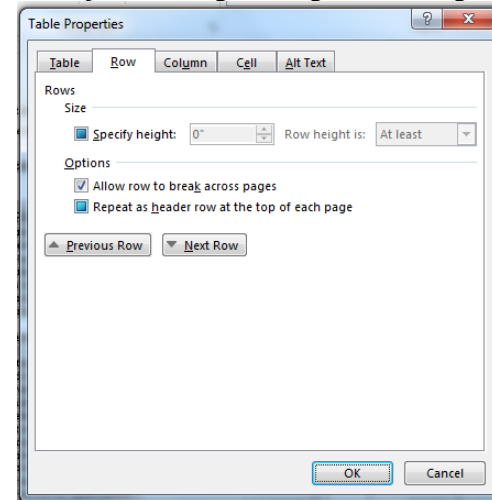 Table Properties
? X
Table Row Column Cell Alt Text
Rows
Size
Specify height: 0" Row height is: At least
Options
Allow row to break across pages
Repeat as header row at the top of each page
Previous Row Next Row
OK Cancel